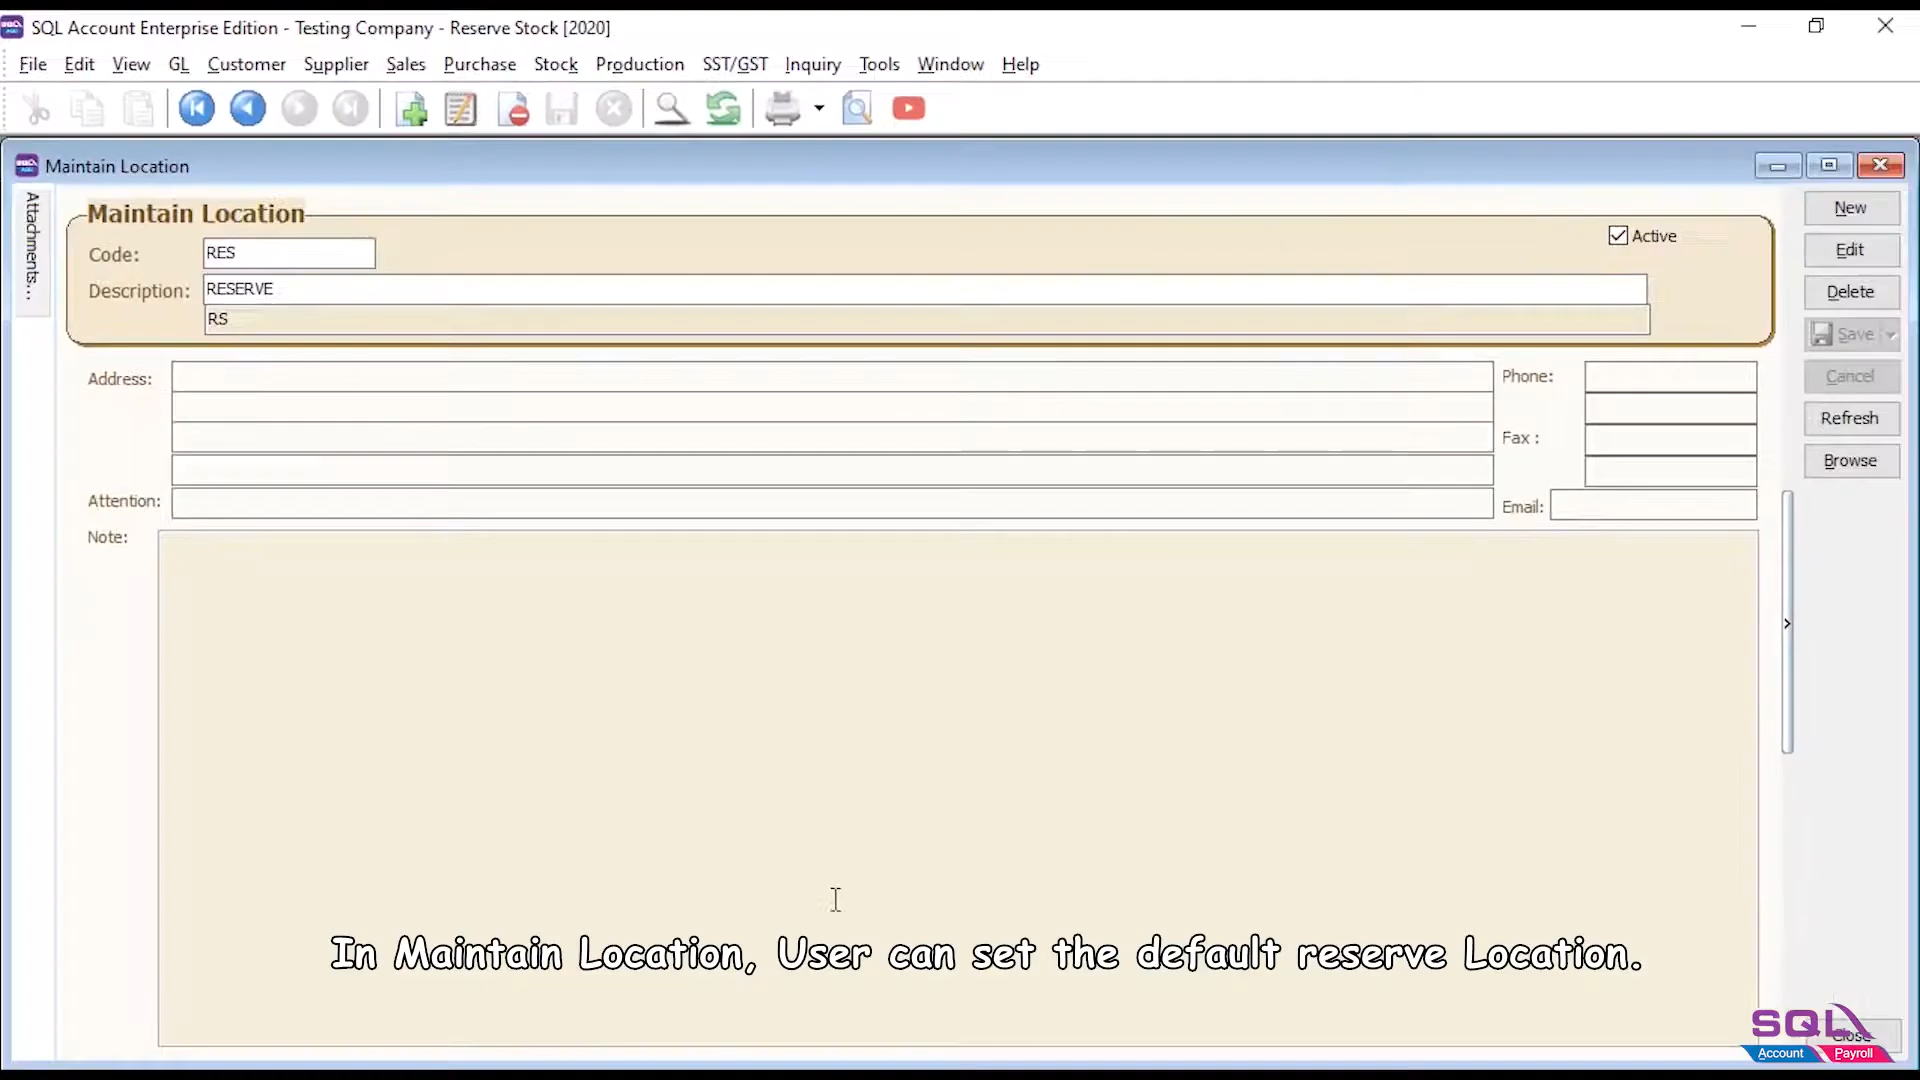 SQL Account Enterprise Edition - Testing Company - Reserve Stock [2020]
File Edit View GL Customer Supplier Sales Purchase Stock Production SST/GST Inquiry Tools Window Help
Maintain Location
Attachments...
Maintain Location
Code: RES
Active
Description: RESERVE
RS
Address:
Phone:
Fax :
Attention:
Email:
Note:
New
Edit
Delete
Save
Cancel
Refresh
Browse
In Maintain Location, User can set the default reserve Location.
Close
SQL
Account Payroll